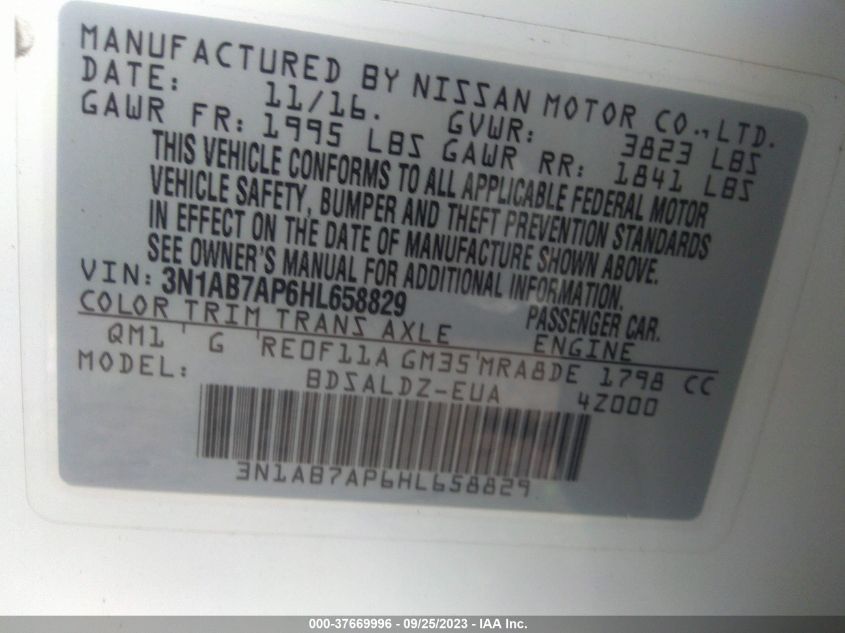 MANUFACTURED BY NISSAN MOTOR CO., LTD.
DATE: 11/16. GVWR: 3823 LBS
GAWR FR: 1995 LBS GAWR RR: 1841 LBS
THIS VEHICLE CONFORMS TO ALL APPLICABLE FEDERAL MOTOR
VEHICLE SAFETY, BUMPER AND THEFT PREVENTION STANDARDS
IN EFFECT ON THE DATE OF MANUFACTURE SHOWN ABOVE.
SEE OWNER'S MANUAL FOR ADDITIONAL INFORMATION.
VIN: 3N1AB7AP6HL658829 PASSENGER CAR.
COLOR TRIM TRANS AXLE ENGINE
QM1 ' G 'RE0F11A GM35'MRA8DE 1798 CC
MODEL: BDSALDZ-EUA 4Z000
3N1AB7AP6HL658829
000-37669996 - 09/25/2023 - IAA Inc.